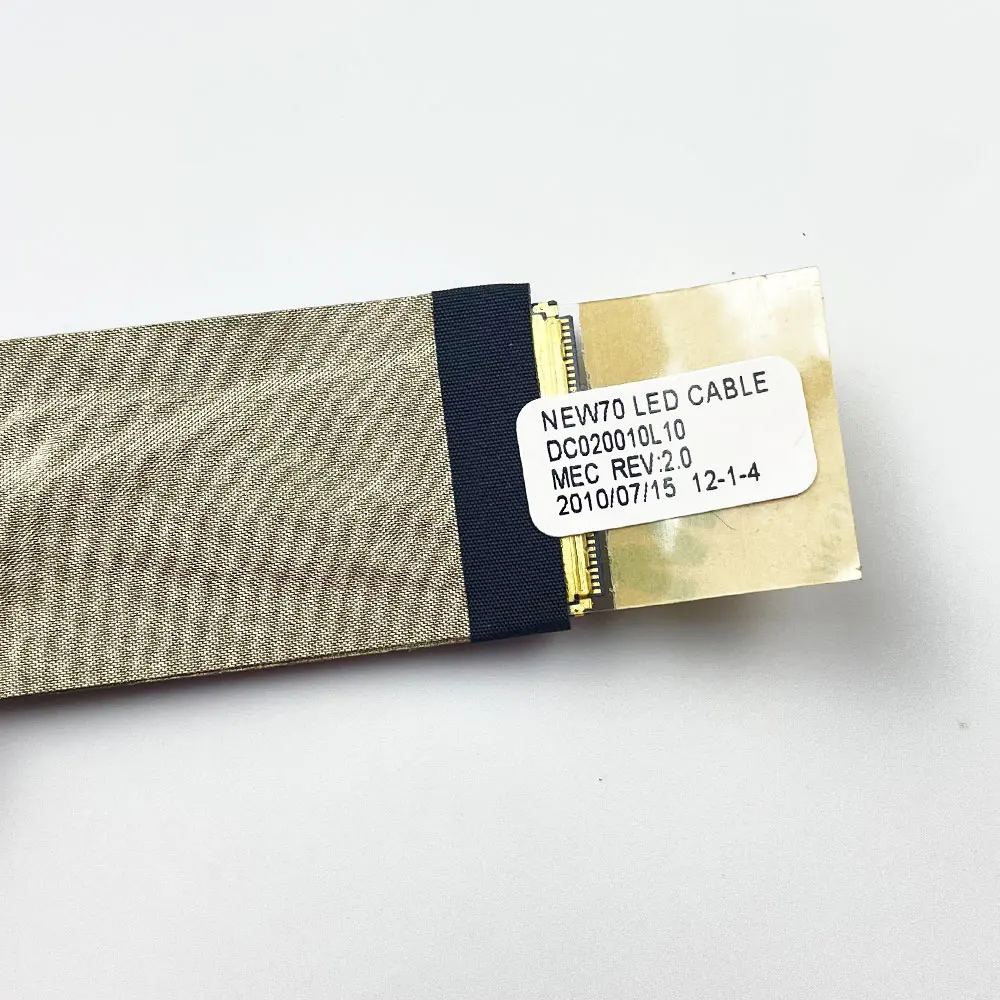 NEW70 LED CABLE
DC020010L10
MEC REV:2.0
2010/07/15 12-1-4